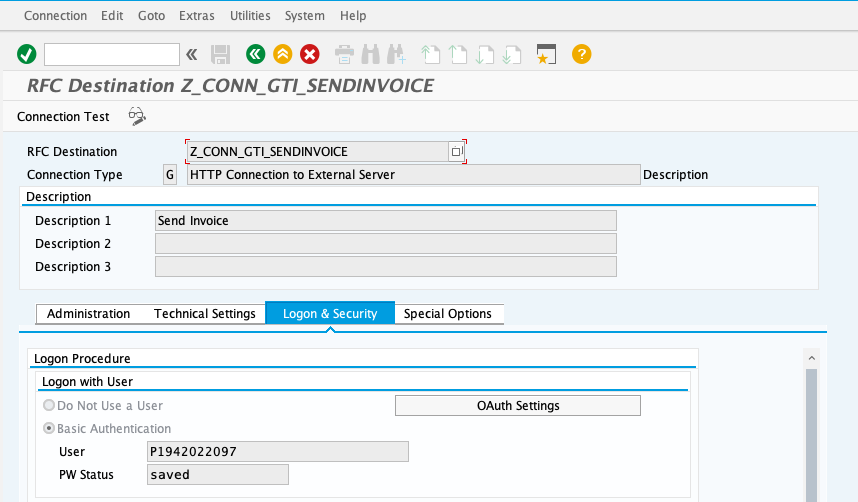 Connection Edit Goto Extras Utilities System Help
RFC Destination Z_CONN_GTI_SENDINVOICE
Connection Test
RFC Destination Z_CONN_GTI_SENDINVOICE
Connection Type G HTTP Connection to External Server Description
Description
Description 1 Send Invoice
Description 2
Description 3
Administration Technical Settings Logon & Security Special Options
Logon Procedure
Logon with User
Do Not Use a User OAuth Settings
Basic Authentication
User P1942022097
PW Status saved